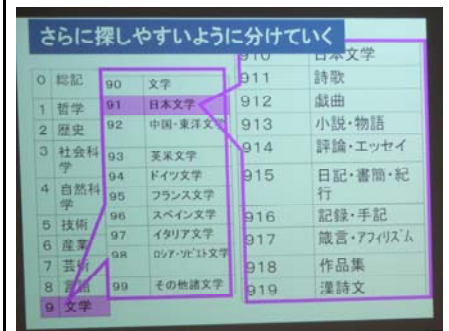 さらに探しやすいように分けていく
0 総記
1 哲学
2 歴史
3 社会科
学
4 自然科
学
5 技術
6 産業
7 芸術
8 言語
9 文学
90 文学
91 日本文学
92 中国・東洋文学
93 英米文学
94 ドイツ文学
95 フランス文学
96 スペイン文学
97 イタリア文学
98 ロシア・ソビエト文学
99 その他諸文学
910 日本文学
911 詩歌
912 戯曲
913 小説・物語
914 評論・エッセイ
915 日記・書簡・紀
行
916 記録・手記
917 箴言・アフォリズム
918 作品集
919 漢詩文